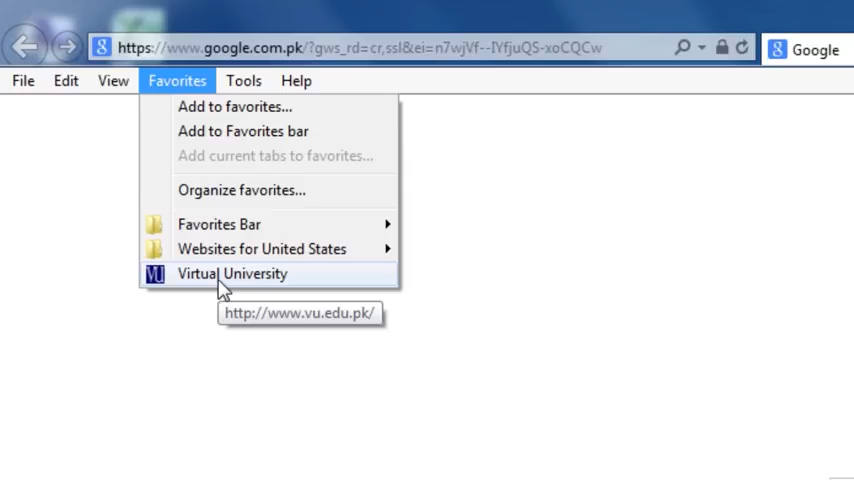 https://www.google.com.pk/?gws_rd=cr,ssl&ei=n7wjVf--IYfjuQS-xoCQCw
Google
File Edit View Favorites Tools Help
Add to favorites...
Add to Favorites bar
Add current tabs to favorites...
Organize favorites...
Favorites Bar
Websites for United States
VU Virtual University
http://www.vu.edu.pk/